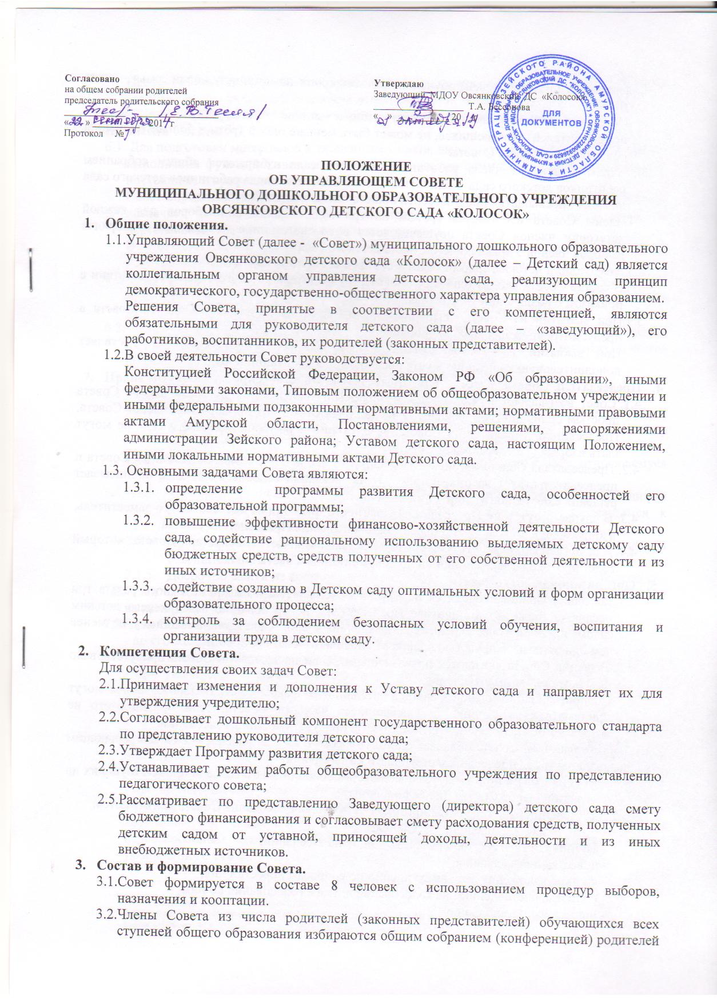 Согласовано
на общем собрании родителей
председатель родительского собрания
/Е.В. Тесля/
«22» сентября 2014г
Протокол №
Утверждаю
Заведующий МДОУ Овсянковский ДС «Колосок»
Т.А. Бессонова
« » октября 20 г
АДМИНИСТРАЦИЯ ЗЕЙСКОГО РАЙОНА АМУРСКОЙ ОБЛАСТИ
ДЛЯ
ДОКУМЕНТОВ
ПОЛОЖЕНИЕ
ОБ УПРАВЛЯЮЩЕМ СОВЕТЕ
МУНИЦИПАЛЬНОГО ДОШКОЛЬНОГО ОБРАЗОВАТЕЛЬНОГО УЧРЕЖДЕНИЯ
ОВСЯНКОВСКОГО ДЕТСКОГО САДА «КОЛОСОК»
1. Общие положения.
1.1.Управляющий Совет (далее - «Совет») муниципального дошкольного образовательного
учреждения Овсянковского детского сада «Колосок» (далее – Детский сад) является
коллегиальным органом управления детского сада, реализующим принцип
демократического, государственно-общественного характера управления образованием.
Решения Совета, принятые в соответствии с его компетенцией, являются
обязательными для руководителя детского сада (далее – «заведующий»), его
работников, воспитанников, их родителей (законных представителей).
1.2.В своей деятельности Совет руководствуется:
Конституцией Российской Федерации, Законом РФ «Об образовании», иными
федеральными законами, Типовым положением об общеобразовательном учреждении и
иными федеральными подзаконными нормативными актами; нормативными правовыми
актами Амурской области, Постановлениями, решениями, распоряжениями
администрации Зейского района; Уставом детского сада, настоящим Положением,
иными локальными нормативными актами Детского сада.
1.3. Основными задачами Совета являются:
1.3.1. определение программы развития Детского сада, особенностей его
образовательной программы;
1.3.2. повышение эффективности финансово-хозяйственной деятельности Детского
сада, содействие рациональному использованию выделяемых детскому саду
бюджетных средств, средств полученных от его собственной деятельности и из
иных источников;
1.3.3. содействие созданию в Детском саду оптимальных условий и форм организации
образовательного процесса;
1.3.4. контроль за соблюдением безопасных условий обучения, воспитания и
организации труда в детском саду.
2. Компетенция Совета.
Для осуществления своих задач Совет:
2.1.Принимает изменения и дополнения к Уставу детского сада и направляет их для
утверждения учредителю;
2.2.Согласовывает дошкольный компонент государственного образовательного стандарта
по представлению руководителя детского сада;
2.3.Утверждает Программу развития детского сада;
2.4.Устанавливает режим работы общеобразовательного учреждения по представлению
педагогического совета;
2.5.Рассматривает по представлению Заведующего (директора) детского сада смету
бюджетного финансирования и согласовывает смету расходования средств, полученных
детским садом от уставной, приносящей доходы, деятельности и из иных
внебюджетных источников.
3. Состав и формирование Совета.
3.1.Совет формируется в составе 8 человек с использованием процедур выборов,
назначения и кооптации.
3.2.Члены Совета из числа родителей (законных представителей) обучающихся всех
ступеней общего образования избираются общим собранием (конференцией) родителей